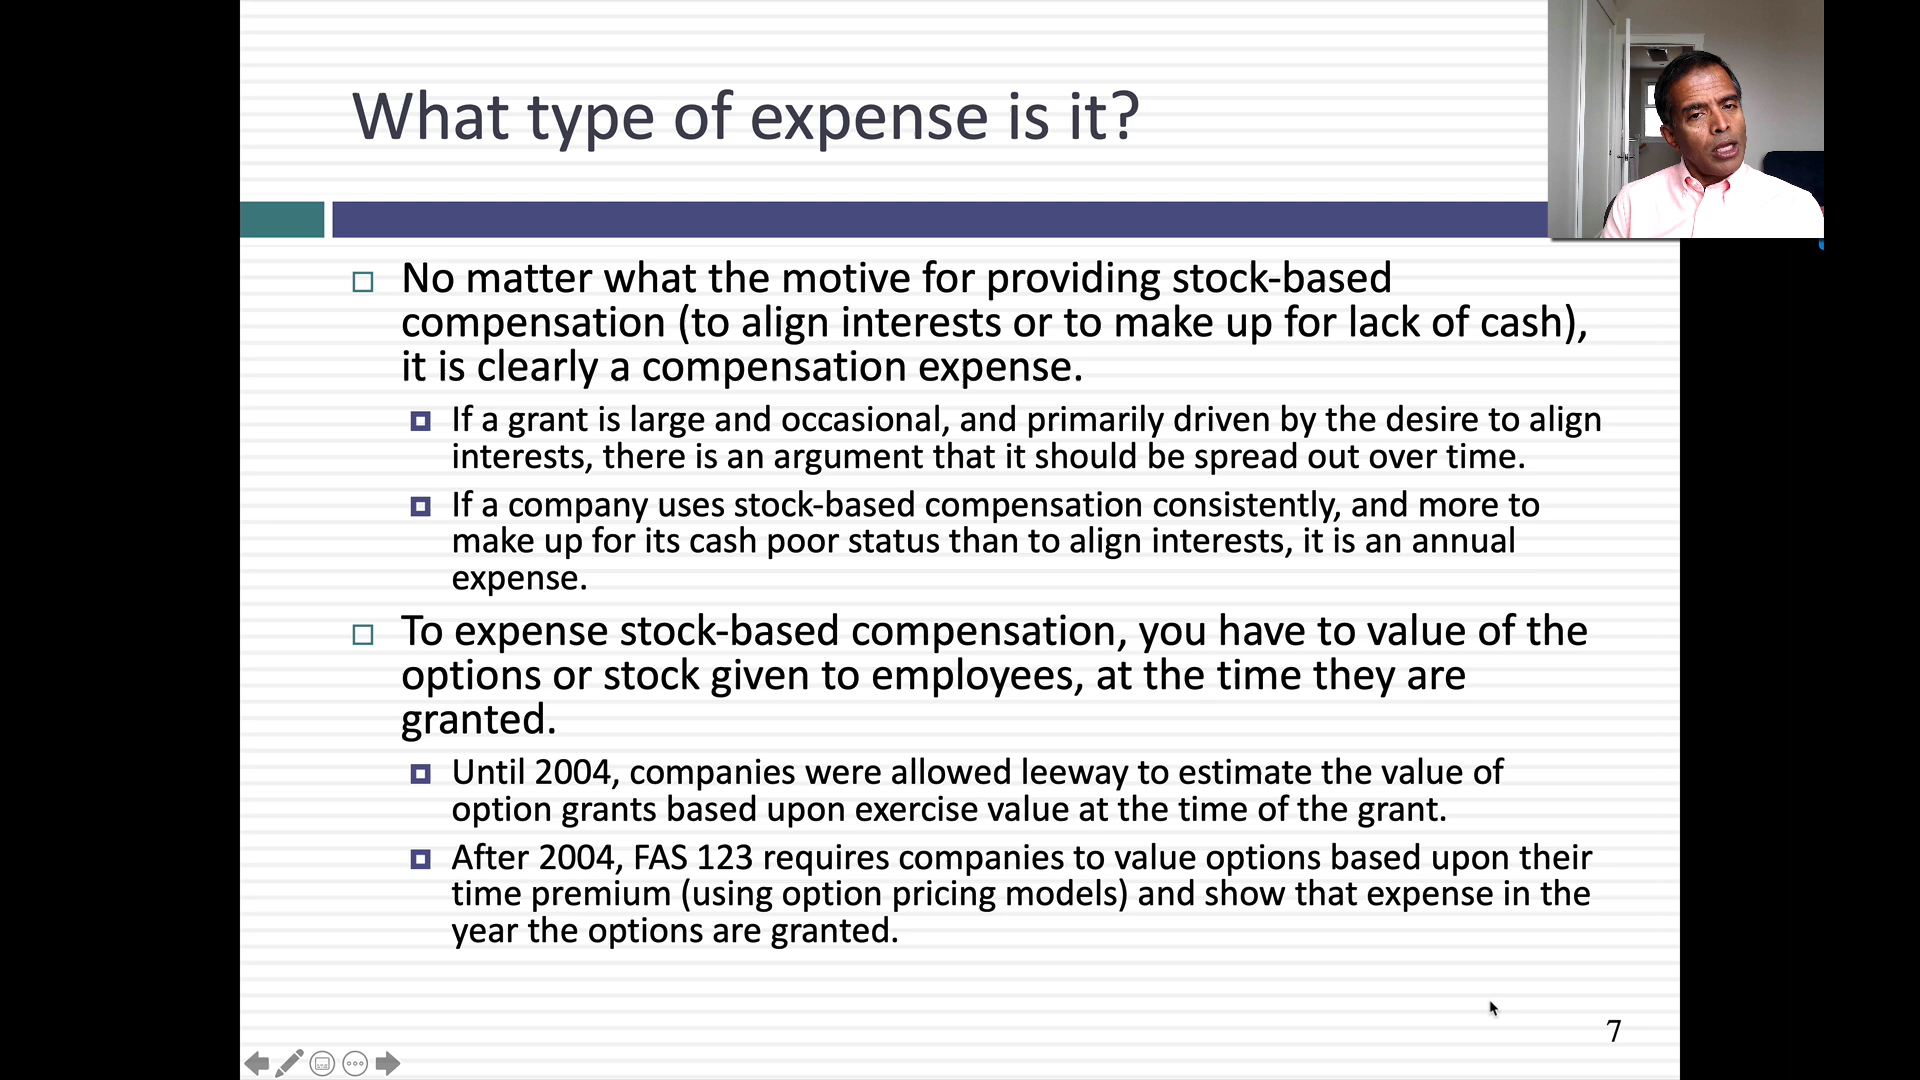 What type of expense is it?
No matter what the motive for providing stock-based
compensation (to align interests or to make up for lack of cash),
it is clearly a compensation expense.
If a grant is large and occasional, and primarily driven by the desire to align
interests, there is an argument that it should be spread out over time.
If a company uses stock-based compensation consistently, and more to
make up for its cash poor status than to align interests, it is an annual
expense.
To expense stock-based compensation, you have to value of the
options or stock given to employees, at the time they are
granted.
Until 2004, companies were allowed leeway to estimate the value of
option grants based upon exercise value at the time of the grant.
After 2004, FAS 123 requires companies to value options based upon their
time premium (using option pricing models) and show that expense in the
year the options are granted.
7